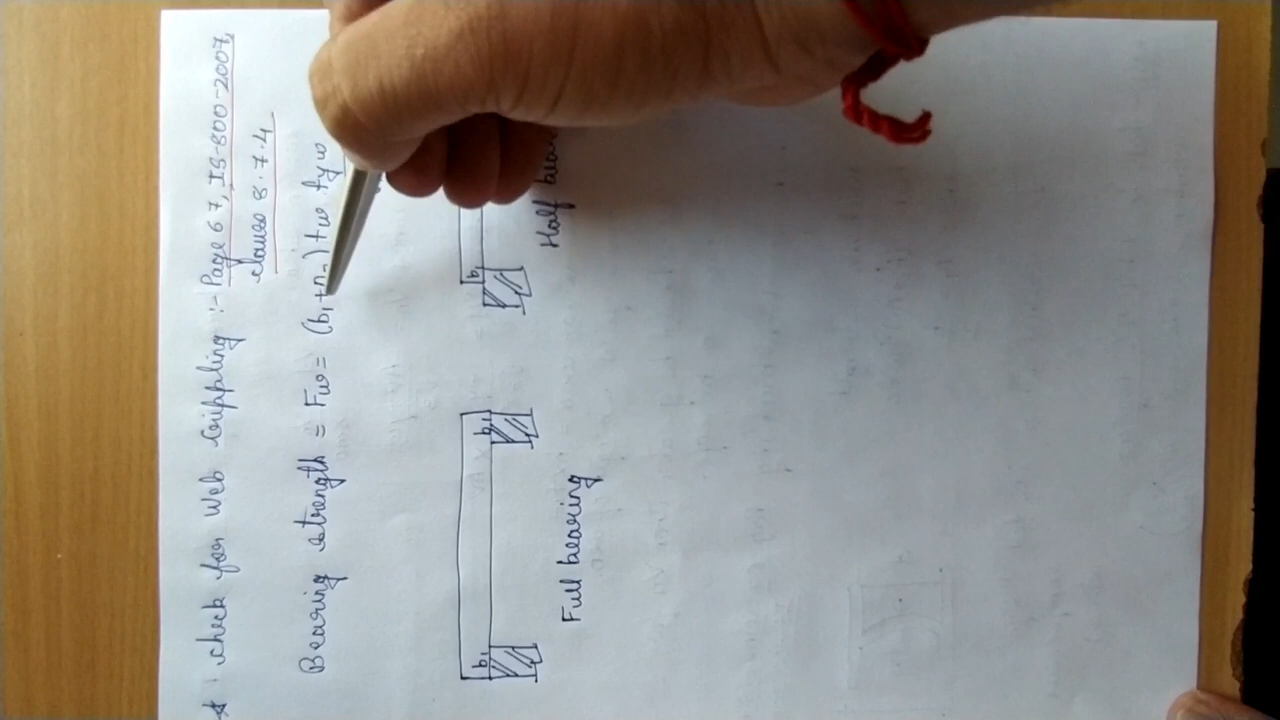 * check for web crippling :- Page 67, IS-800-2007,
clause 8.7.4
Bearing strength = Fw = (b1+n2) tw fyw
b1
b1
Full bearing
b1
Half